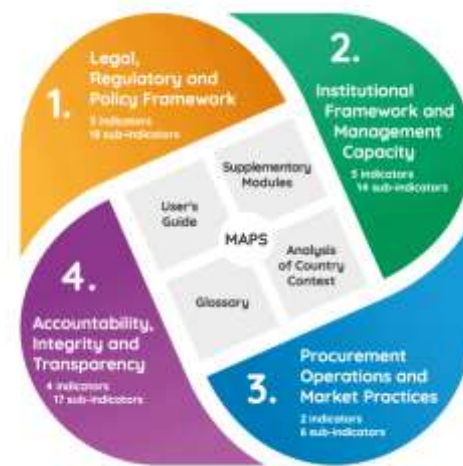 1.
Legal,
Regulatory and
Policy Framework
3 indicators
18 sub-indicators
2.
Institutional
Framework and
Management
Capacity
5 indicators
14 sub-indicators
User's
Guide
Supplementary
Modules
MAPS
Analysis
of Country
Context
Glossary
4.
Accountability,
Integrity and
Transparency
4 indicators
17 sub-indicators
3.
Procurement
Operations and
Market Practices
2 indicators
6 sub-indicators